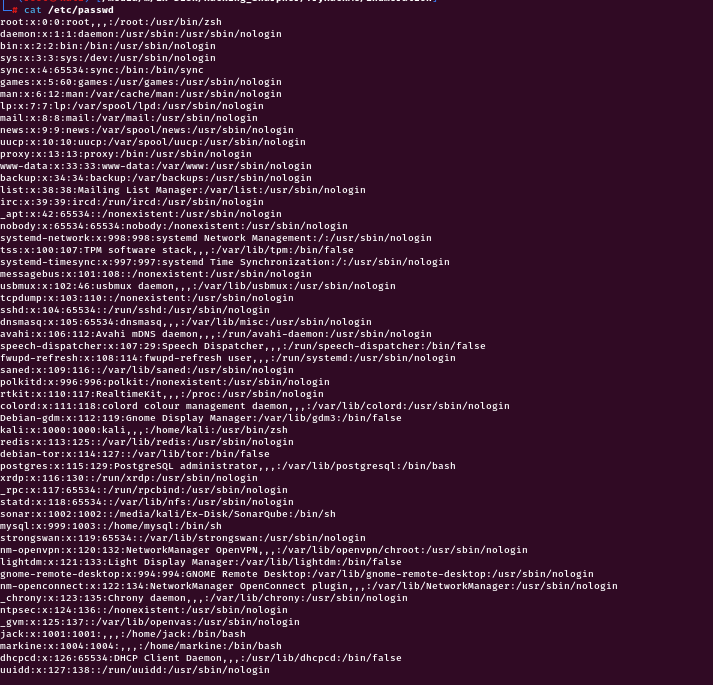 # cat /etc/passwd
root:x:0:0:root,,,:/root:/usr/bin/zsh
daemon:x:1:1:daemon:/usr/sbin:/usr/sbin/nologin
bin:x:2:2:bin:/bin:/usr/sbin/nologin
sys:x:3:3:sys:/dev:/usr/sbin/nologin
sync:x:4:65534:sync:/bin:/bin/sync
games:x:5:60:games:/usr/games:/usr/sbin/nologin
man:x:6:12:man:/var/cache/man:/usr/sbin/nologin
lp:x:7:7:lp:/var/spool/lpd:/usr/sbin/nologin
mail:x:8:8:mail:/var/mail:/usr/sbin/nologin
news:x:9:9:news:/var/spool/news:/usr/sbin/nologin
uucp:x:10:10:uucp:/var/spool/uucp:/usr/sbin/nologin
proxy:x:13:13:proxy:/bin:/usr/sbin/nologin
www-data:x:33:33:www-data:/var/www:/usr/sbin/nologin
backup:x:34:34:backup:/var/backups:/usr/sbin/nologin
list:x:38:38:Mailing List Manager:/var/list:/usr/sbin/nologin
irc:x:39:39:ircd:/run/ircd:/usr/sbin/nologin
_apt:x:42:65534::/nonexistent:/usr/sbin/nologin
nobody:x:65534:65534:nobody:/nonexistent:/usr/sbin/nologin
systemd-network:x:998:998:systemd Network Management:/:/usr/sbin/nologin
tss:x:100:107:TPM software stack,,,:/var/lib/tpm:/bin/false
systemd-timesync:x:997:997:systemd Time Synchronization:/:/usr/sbin/nologin
messagebus:x:101:108::/nonexistent:/usr/sbin/nologin
usbmux:x:102:46:usbmux daemon,,,:/var/lib/usbmux:/usr/sbin/nologin
tcpdump:x:103:110::/nonexistent:/usr/sbin/nologin
sshd:x:104:65534::/run/sshd:/usr/sbin/nologin
dnsmasq:x:105:65534:dnsmasq,,,:/var/lib/misc:/usr/sbin/nologin
avahi:x:106:112:Avahi mDNS daemon,,,:/run/avahi-daemon:/usr/sbin/nologin
speech-dispatcher:x:107:29:Speech Dispatcher,,,:/run/speech-dispatcher:/bin/false
fwupd-refresh:x:108:114:fwupd-refresh user,,,:/run/systemd:/usr/sbin/nologin
saned:x:109:116::/var/lib/saned:/usr/sbin/nologin
polkitd:x:996:996:polkit:/nonexistent:/usr/sbin/nologin
rtkit:x:110:117:RealtimeKit,,,:/proc:/usr/sbin/nologin
colord:x:111:118:colord colour management daemon,,,:/var/lib/colord:/usr/sbin/nologin
Debian-gdm:x:112:119:Gnome Display Manager:/var/lib/gdm3:/bin/false
kali:x:1000:1000:kali,,,:/home/kali:/usr/bin/zsh
redis:x:113:125::/var/lib/redis:/usr/sbin/nologin
debian-tor:x:114:127::/var/lib/tor:/bin/false
postgres:x:115:129:PostgreSQL administrator,,,:/var/lib/postgresql:/bin/bash
xrdp:x:116:130::/run/xrdp:/usr/sbin/nologin
_rpc:x:117:65534::/run/rpcbind:/usr/sbin/nologin
statd:x:118:65534::/var/lib/nfs:/usr/sbin/nologin
sonar:x:1002:1002::/media/kali/Ex-Disk/SonarQube:/bin/sh
mysql:x:999:1003::/home/mysql:/bin/sh
strongswan:x:119:65534::/var/lib/strongswan:/usr/sbin/nologin
nm-openvpn:x:120:132:NetworkManager OpenVPN,,,:/var/lib/openvpn/chroot:/usr/sbin/nologin
lightdm:x:121:133:Light Display Manager:/var/lib/lightdm:/bin/false
gnome-remote-desktop:x:994:994:GNOME Remote Desktop:/var/lib/gnome-remote-desktop:/usr/sbin/nologin
nm-openconnect:x:122:134:NetworkManager OpenConnect plugin,,,:/var/lib/NetworkManager:/usr/sbin/nologin
_chrony:x:123:135:Chrony daemon,,,:/var/lib/chrony:/usr/sbin/nologin
ntpsec:x:124:136::/nonexistent:/usr/sbin/nologin
_gvm:x:125:137::/var/lib/openvas:/usr/sbin/nologin
jack:x:1001:1001:,,,:/home/jack:/bin/bash
markine:x:1004:1004:,,,:/home/markine:/bin/bash
dhcpcd:x:126:65534:DHCP Client Daemon,,,:/usr/lib/dhcpcd:/bin/false
uuidd:x:127:138::/run/uuidd:/usr/sbin/nologin